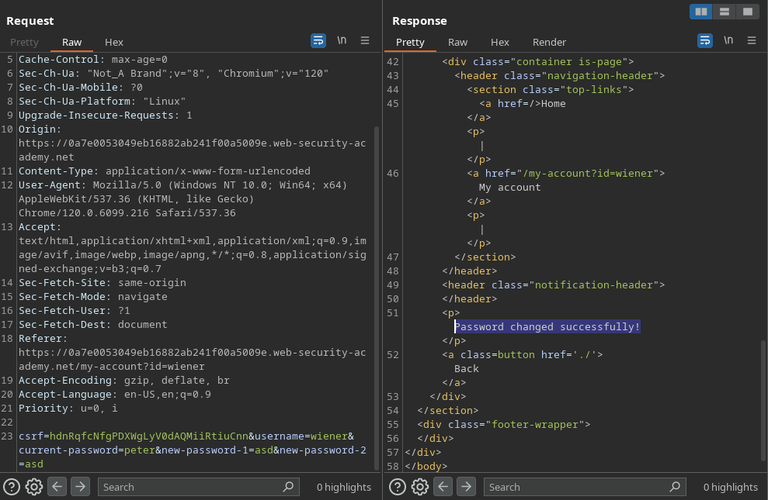 Request
Pretty Raw Hex
\n
5 Cache-Control: max-age=0
6 Sec-Ch-Ua: "Not_A Brand";v="8", "Chromium";v="120"
7 Sec-Ch-Ua-Mobile: ?0
8 Sec-Ch-Ua-Platform: "Linux"
9 Upgrade-Insecure-Requests: 1
10 Origin:
https://0a7e0053049eb16882ab241f00a5009e.web-security-ac
ademy.net
11 Content-Type: application/x-www-form-urlencoded
12 User-Agent: Mozilla/5.0 (Windows NT 10.0; Win64; x64)
AppleWebKit/537.36 (KHTML, like Gecko)
Chrome/120.0.6099.216 Safari/537.36
13 Accept:
text/html,application/xhtml+xml,application/xml;q=0.9,im
age/avif,image/webp,image/apng,*/*;q=0.8,application/sig
ned-exchange;v=b3;q=0.7
14 Sec-Fetch-Site: same-origin
15 Sec-Fetch-Mode: navigate
16 Sec-Fetch-User: ?1
17 Sec-Fetch-Dest: document
18 Referer:
https://0a7e0053049eb16882ab241f00a5009e.web-security-ac
ademy.net/my-account?id=wiener
19 Accept-Encoding: gzip, deflate, br
20 Accept-Language: en-US,en;q=0.9
21 Priority: u=0, i
22
23 csrf=hdnRqfcNfgPDXWgLyV0dAQMiiRtiuCnn&username=wiener&
current-password=peter&new-password-1=asd&new-password-2
=asd
Search
0 highlights
Response
Pretty Raw Hex Render
\n
42 <div class="container is-page">
43 <header class="navigation-header">
44 <section class="top-links">
45 <a href=/>Home
</a>
<p>
|
</p>
46 <a href="/my-account?id=wiener">
My account
</a>
<p>
|
</p>
47 </section>
48 </header>
49 <header class="notification-header">
50 </header>
51 <p>
Password changed successfully!
</p>
52 <a class=button href='./'>
Back
</a>
53 </div>
54 </section>
55 <div class="footer-wrapper">
56 </div>
57 </div>
58 </body>
Search
0 highlights